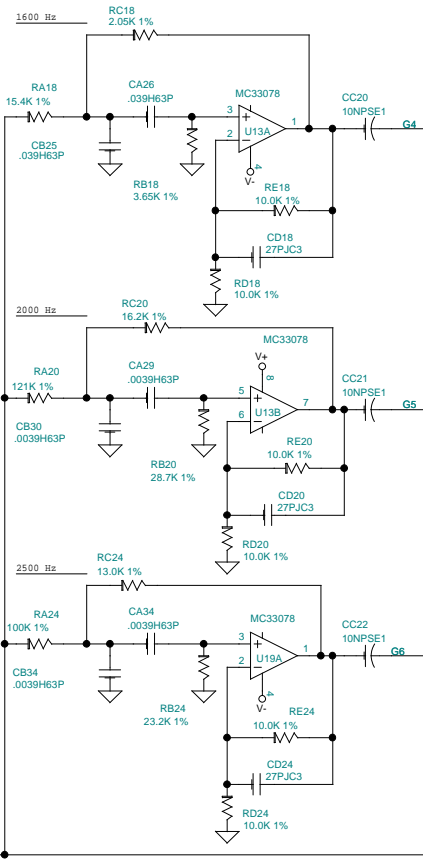 1600 Hz
RC18
2.05K 1%
RA18
15.4K 1%
CA26
.039H63P
MC33078
CC20
10NPSE1
3
1
G4
2
U13A
CB25
.039H63P
4
V-
RB18
3.65K 1%
RE18
10.0K 1%
CD18
27PJC3
RD18
10.0K 1%
2000 Hz
RC20
16.2K 1%
MC33078
V+
8
RA20
121K 1%
CA29
.0039H63P
CC21
10NPSE1
5
7
G5
6
U13B
CB30
.0039H63P
RB20
28.7K 1%
RE20
10.0K 1%
CD20
27PJC3
RD20
10.0K 1%
2500 Hz
RC24
13.0K 1%
RA24
100K 1%
CA34
.0039H63P
MC33078
CC22
10NPSE1
3
1
G6
2
U19A
CB34
.0039H63P
4
V-
RB24
23.2K 1%
RE24
10.0K 1%
CD24
27PJC3
RD24
10.0K 1%